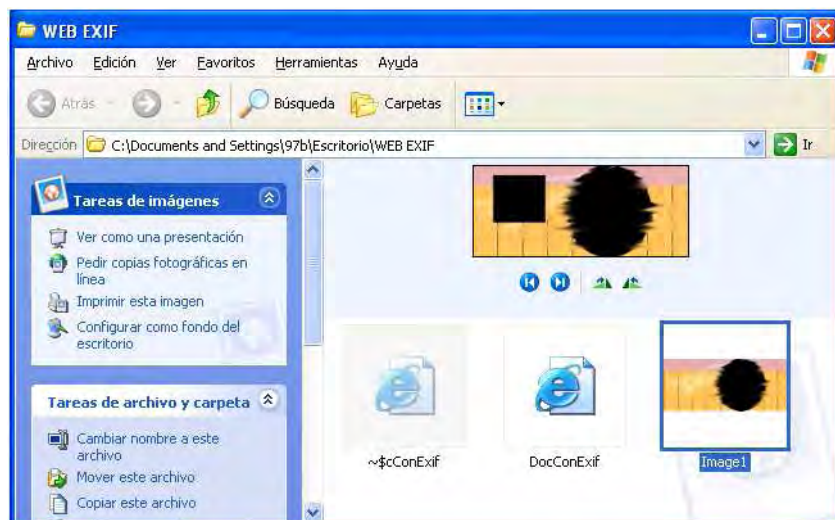 WEB EXIF
Archivo Edición Ver Favoritos Herramientas Ayuda
Atrás Búsqueda Carpetas
Dirección C:\Documents and Settings\97b\Escritorio\WEB EXIF Ir
Tareas de imágenes
Ver como una presentación
Pedir copias fotográficas en
línea
Imprimir esta imagen
Configurar como fondo del
escritorio
Tareas de archivo y carpeta
Cambiar nombre a este
archivo
Mover este archivo
Copiar este archivo
~$cConExif DocConExif Image1